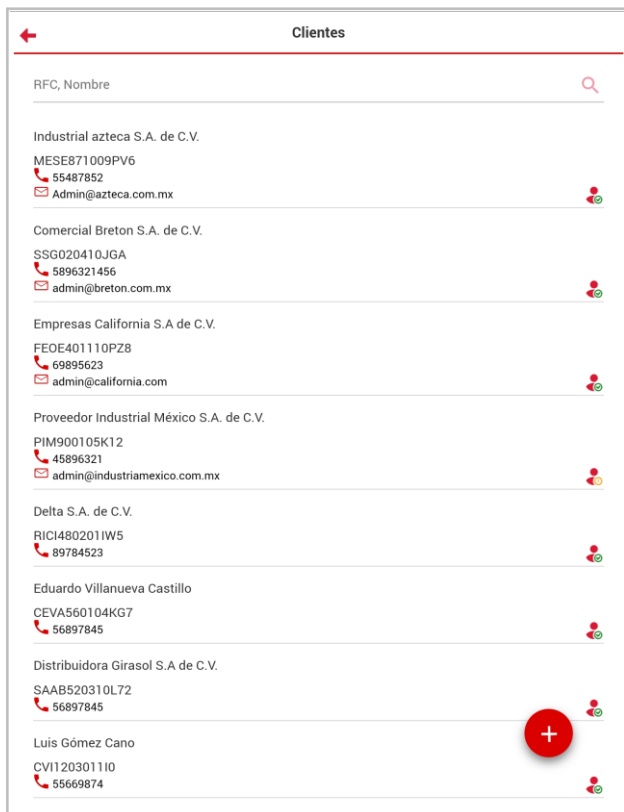 Clientes
RFC, Nombre
Industrial azteca S.A. de C.V.
MESE871009PV6
55487852
Admin@azteca.com.mx
Comercial Breton S.A. de C.V.
SSG020410JGA
5896321456
admin@breton.com.mx
Empresas California S.A de C.V.
FEOE401110PZ8
69895623
admin@california.com
Proveedor Industrial México S.A. de C.V.
PIM900105K12
45896321
admin@industriamexico.com.mx
Delta S.A. de C.V.
RICI480201IW5
89784523
Eduardo Villanueva Castillo
CEVA560104KG7
56897845
Distribuidora Girasol S.A de C.V.
SAAB520310L72
56897845
Luis Gómez Cano
CVI1203011I0
55669874